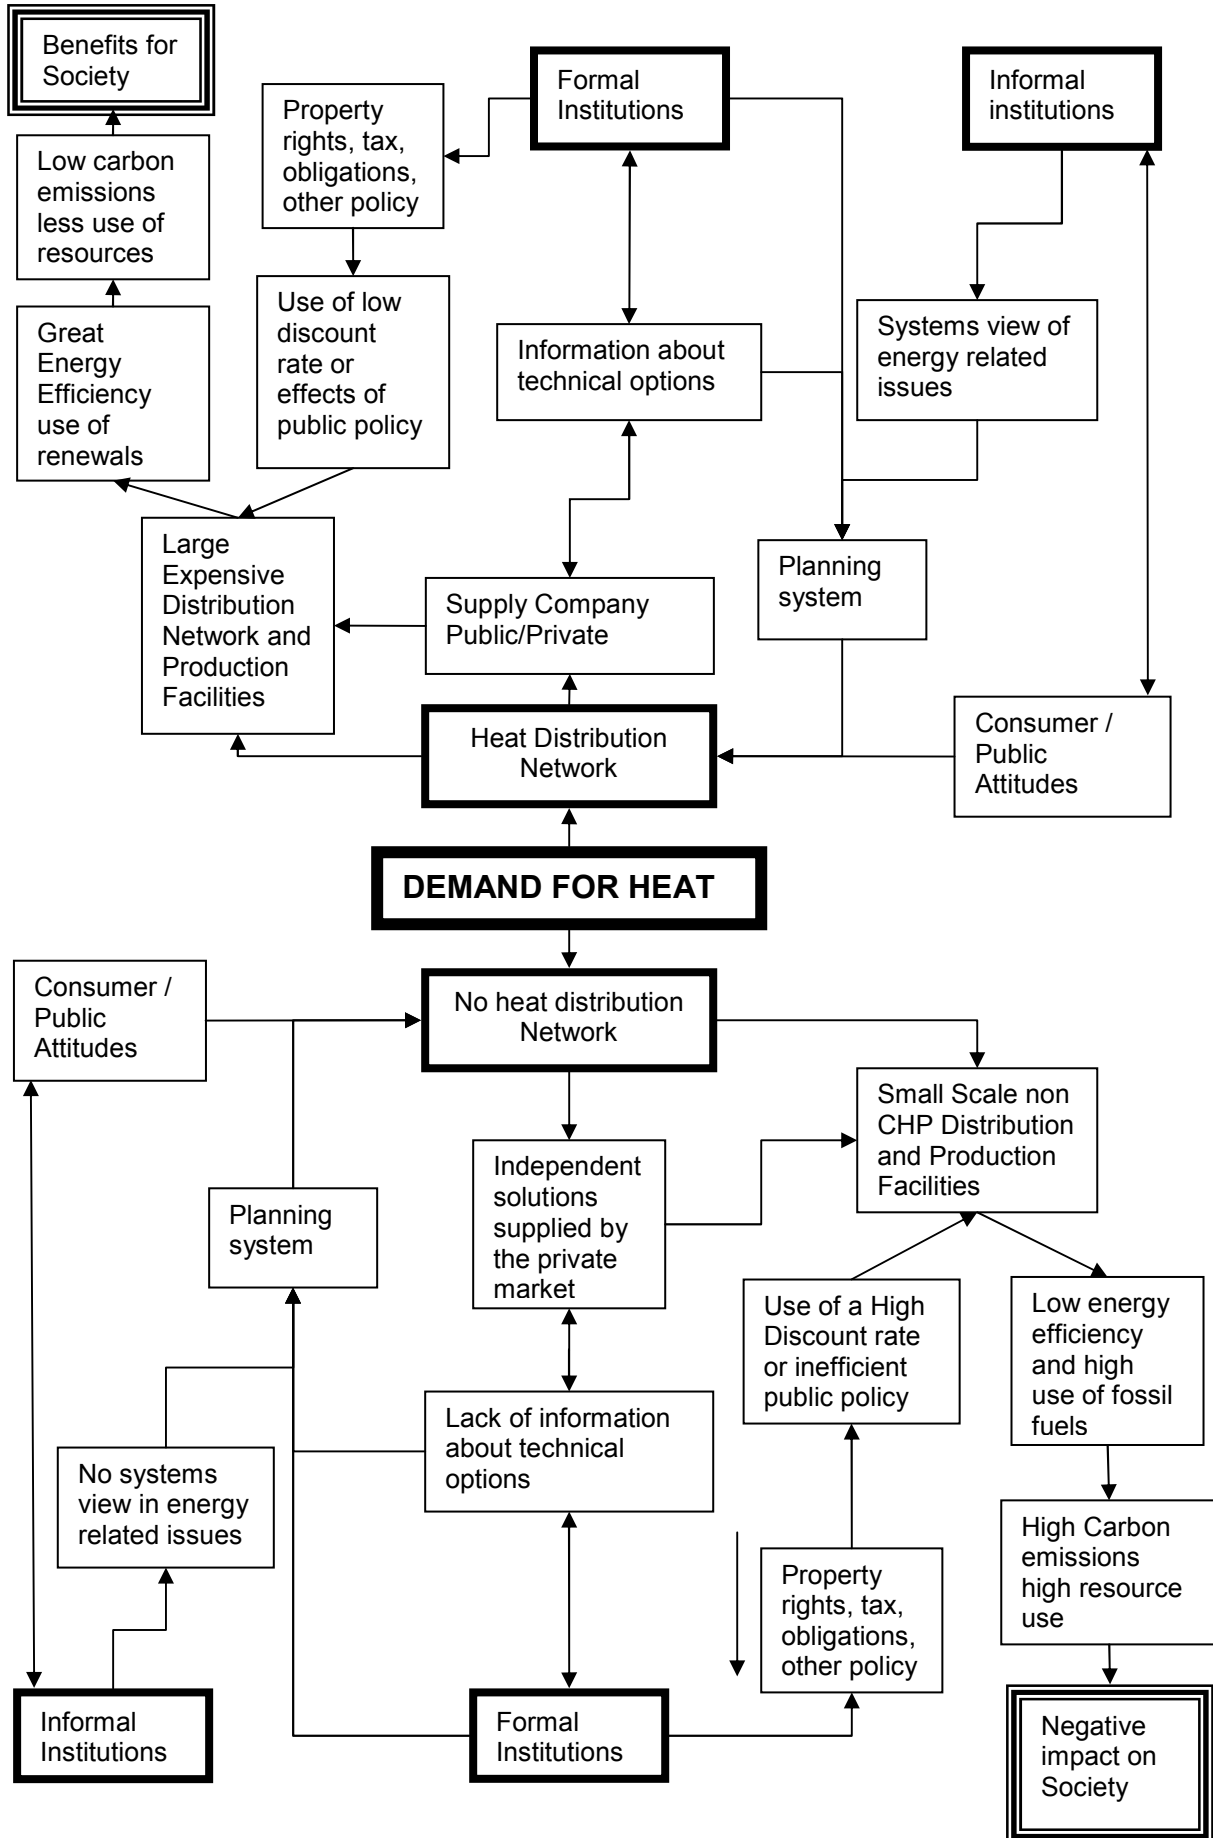 Benefits for
Society
Formal
Institutions
Informal
institutions
Property
rights, tax,
obligations,
other policy
Low carbon
emissions
less use of
resources
Use of low
discount
rate or
effects of
public policy
Great
Energy
Efficiency
use of
renewals
Information about
technical options
Systems view of
energy related
issues
Large
Expensive
Distribution
Network and
Production
Facilities
Supply Company
Public/Private
Planning
system
Heat Distribution
Network
Consumer /
Public
Attitudes
DEMAND FOR HEAT
Consumer /
Public
Attitudes
No heat distribution
Network
Small Scale non
CHP Distribution
and Production
Facilities
Independent
solutions
supplied by
the private
market
Planning
system
Use of a High
Discount rate
or inefficient
public policy
Low energy
efficiency
and high
use of fossil
fuels
Lack of information
about technical
options
No systems
view in energy
related issues
High Carbon
emissions
high resource
use
Property
rights, tax,
obligations,
other policy
Informal
Institutions
Formal
Institutions
Negative
impact on
Society